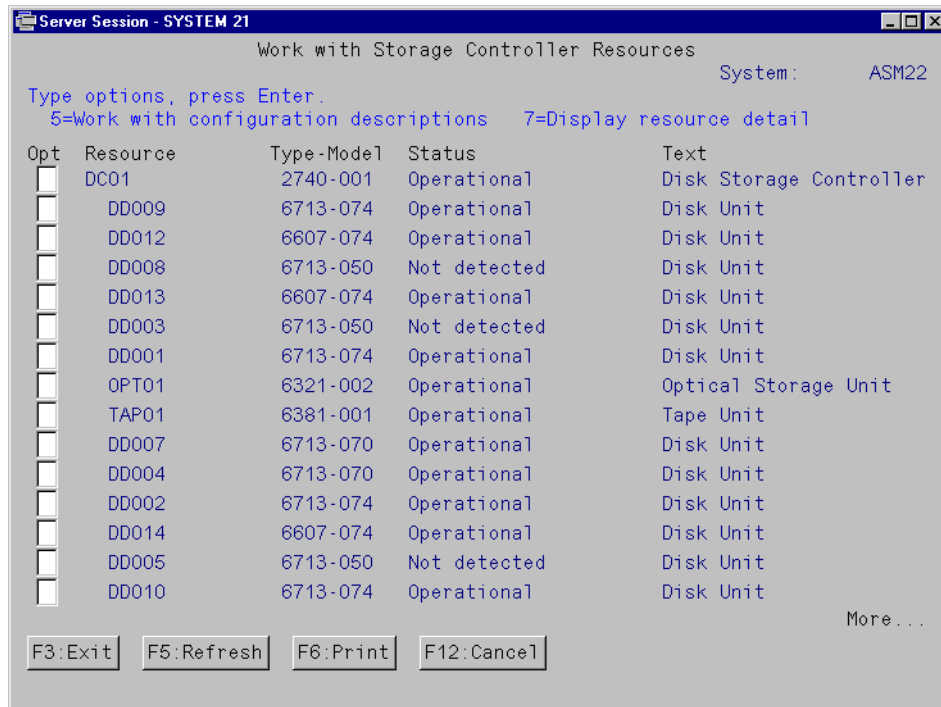 Server Session - SYSTEM 21
Work with Storage Controller Resources
System: ASM22
Type options, press Enter.
5=Work with configuration descriptions 7=Display resource detail
Opt Resource Type-Model Status Text
DC01 2740-001 Operational Disk Storage Controller
DD009 6713-074 Operational Disk Unit
DD012 6607-074 Operational Disk Unit
DD008 6713-050 Not detected Disk Unit
DD013 6607-074 Operational Disk Unit
DD003 6713-050 Not detected Disk Unit
DD001 6713-074 Operational Disk Unit
OPT01 6321-002 Operational Optical Storage Unit
TAP01 6381-001 Operational Tape Unit
DD007 6713-070 Operational Disk Unit
DD004 6713-070 Operational Disk Unit
DD002 6713-074 Operational Disk Unit
DD014 6607-074 Operational Disk Unit
DD005 6713-050 Not detected Disk Unit
DD010 6713-074 Operational Disk Unit
More...
F3:Exit F5:Refresh F6:Print F12:Cancel